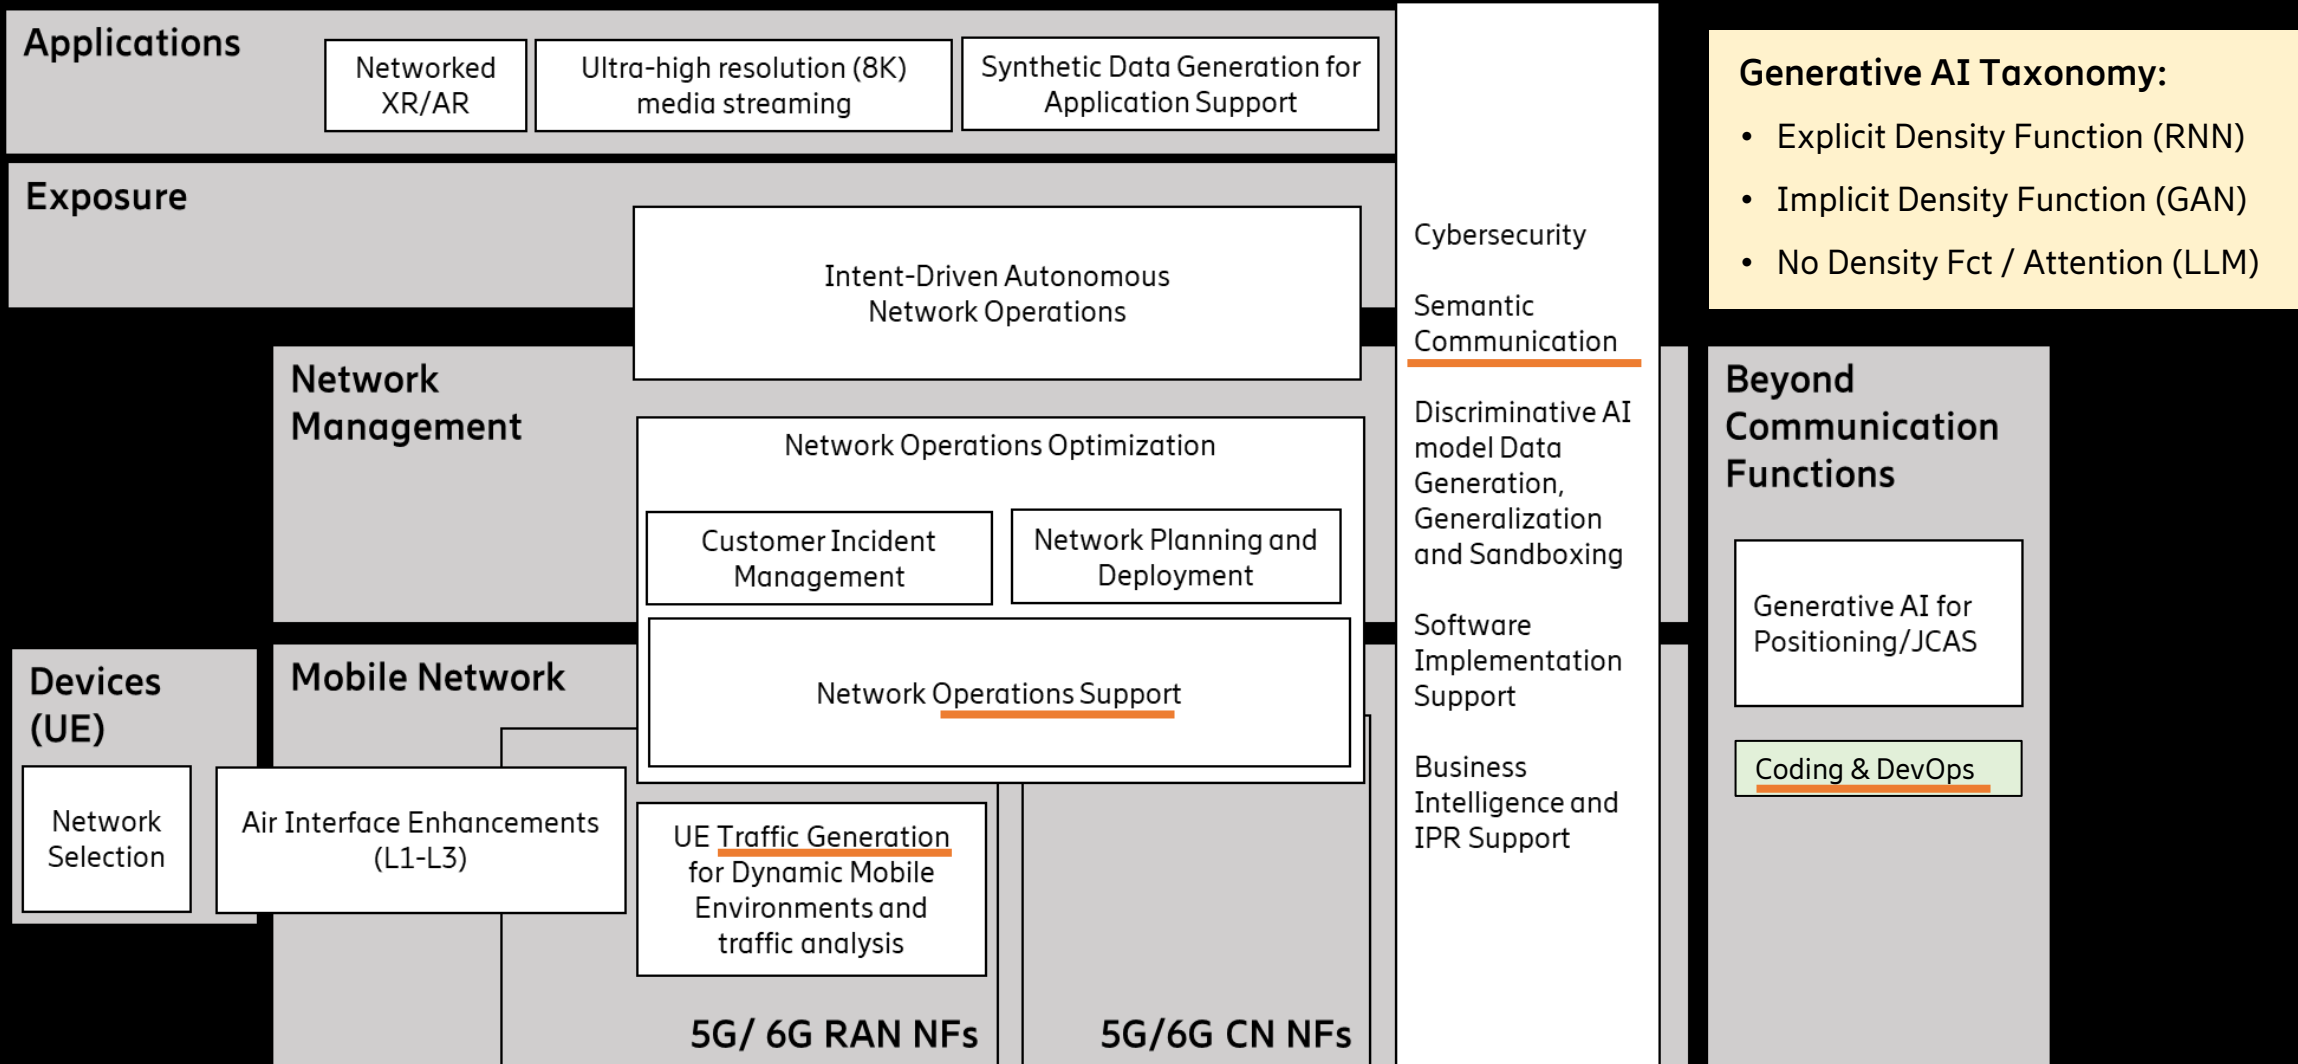 Applications
Networked
XR/AR
Ultra-high resolution (8K)
media streaming
Synthetic Data Generation for
Application Support
Exposure
Intent-Driven Autonomous
Network Operations
Network
Management
Network Operations Optimization
Customer Incident
Management
Network Planning and
Deployment
Network Operations Support
Devices
(UE)
Network
Selection
Mobile Network
Air Interface Enhancements
(L1-L3)
UE Traffic Generation
for Dynamic Mobile
Environments and
traffic analysis
5G/ 6G RAN NFs
5G/6G CN NFs
Cybersecurity
Semantic
Communication
Discriminative AI
model Data
Generation,
Generalization
and Sandboxing
Software
Implementation
Support
Business
Intelligence and
IPR Support
Generative AI Taxonomy:
• Explicit Density Function (RNN)
• Implicit Density Function (GAN)
• No Density Fct / Attention (LLM)
Beyond
Communication
Functions
Generative AI for
Positioning/JCAS
Coding & DevOps